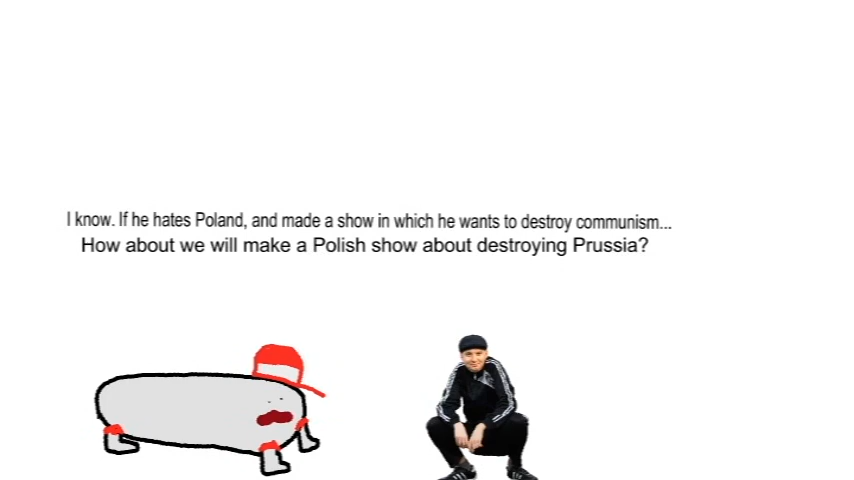 I know. If he hates Poland, and made a show in which he wants to destroy communism...
How about we will make a Polish show about destroying Prussia?